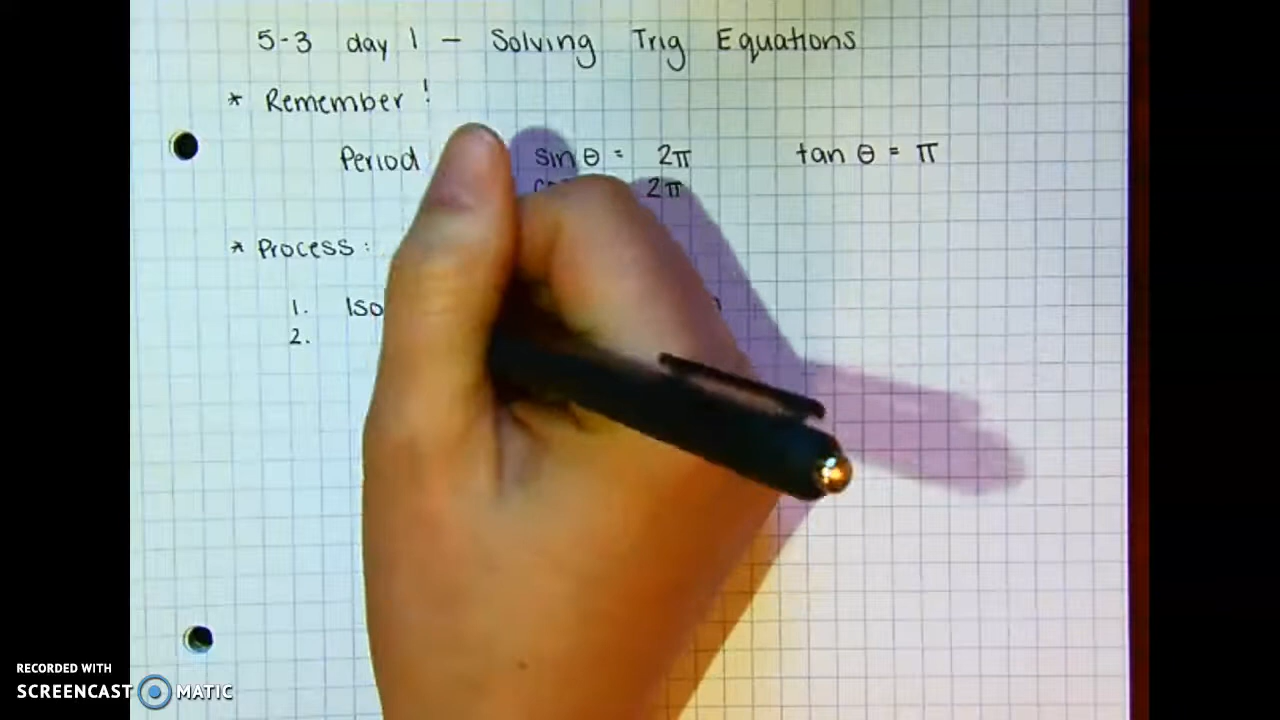 5-3 day 1 - Solving Trig Equations
* Remember!
Period sin θ = 2π tan θ = π
2π
* Process:
1.
2.
RECORDED WITH
SCREENCAST MATIC